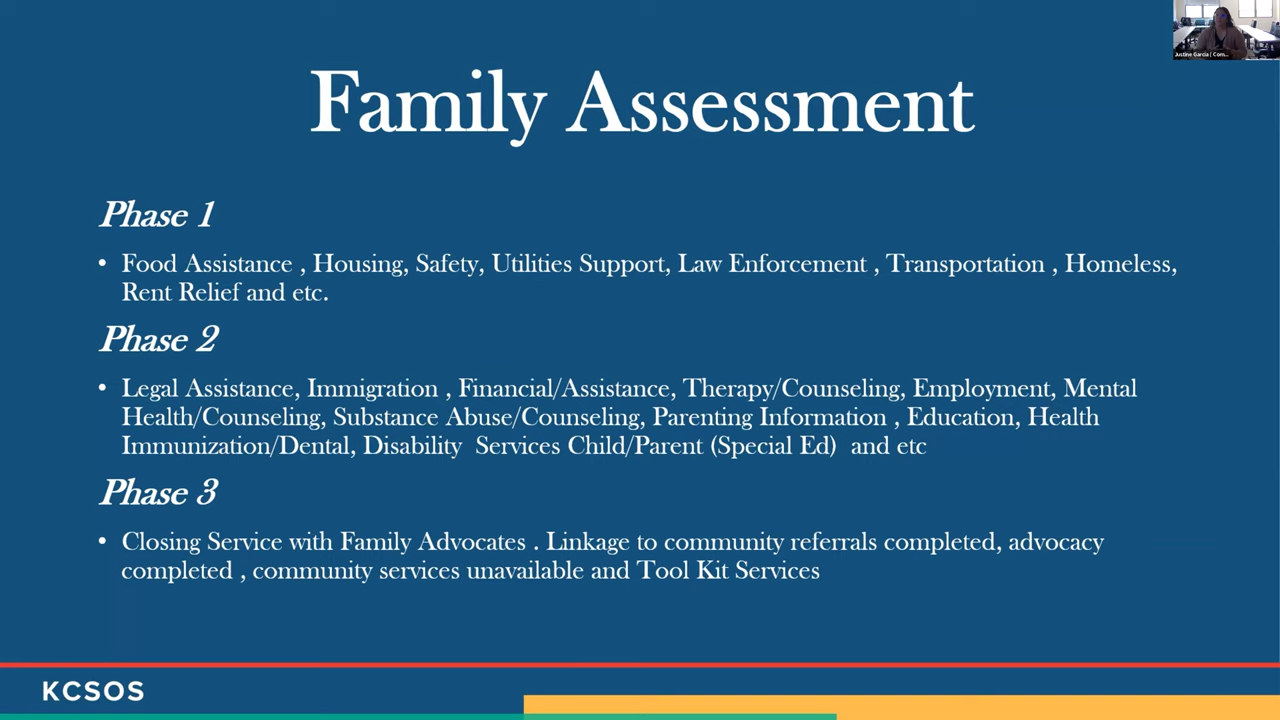 Justine Garcia | Com...
Family Assessment
Phase 1
• Food Assistance , Housing, Safety, Utilities Support, Law Enforcement , Transportation , Homeless,
Rent Relief and etc.
Phase 2
• Legal Assistance, Immigration , Financial/Assistance, Therapy/Counseling, Employment, Mental
Health/Counseling, Substance Abuse/Counseling, Parenting Information , Education, Health
Immunization/Dental, Disability  Services Child/Parent (Special Ed)  and etc
Phase 3
• Closing Service with Family Advocates . Linkage to community referrals completed, advocacy
completed , community services unavailable and Tool Kit Services
KCSOS